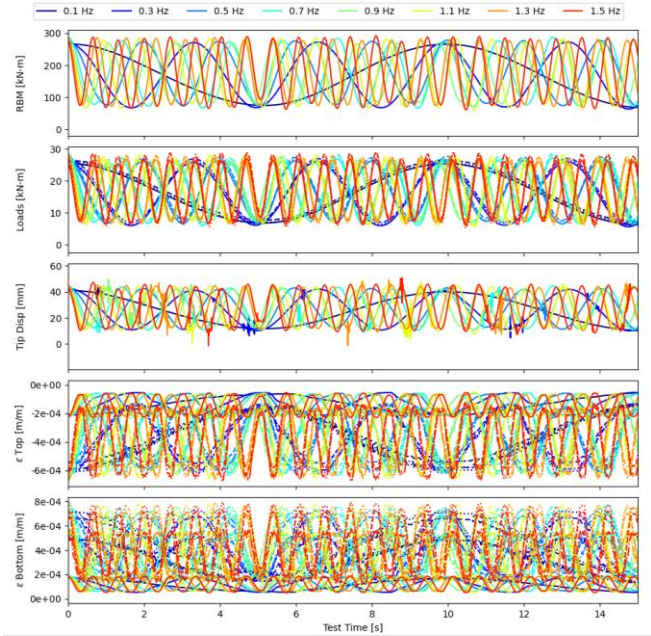 0.1 Hz 0.3 Hz 0.5 Hz 0.7 Hz 0.9 Hz 1.1 Hz 1.3 Hz 1.5 Hz
300
200
100
0
RBM [kN-m]
30
20
10
0
Loads [kN-m]
60
40
20
0
Tip Disp [mm]
0e+00
-2e-04
-4e-04
-6e-04
ε Top [m/m]
8e-04
6e-04
4e-04
2e-04
0e+00
ε Bottom [m/m]
0 2 4 6 8 10 12 14
Test Time [s]